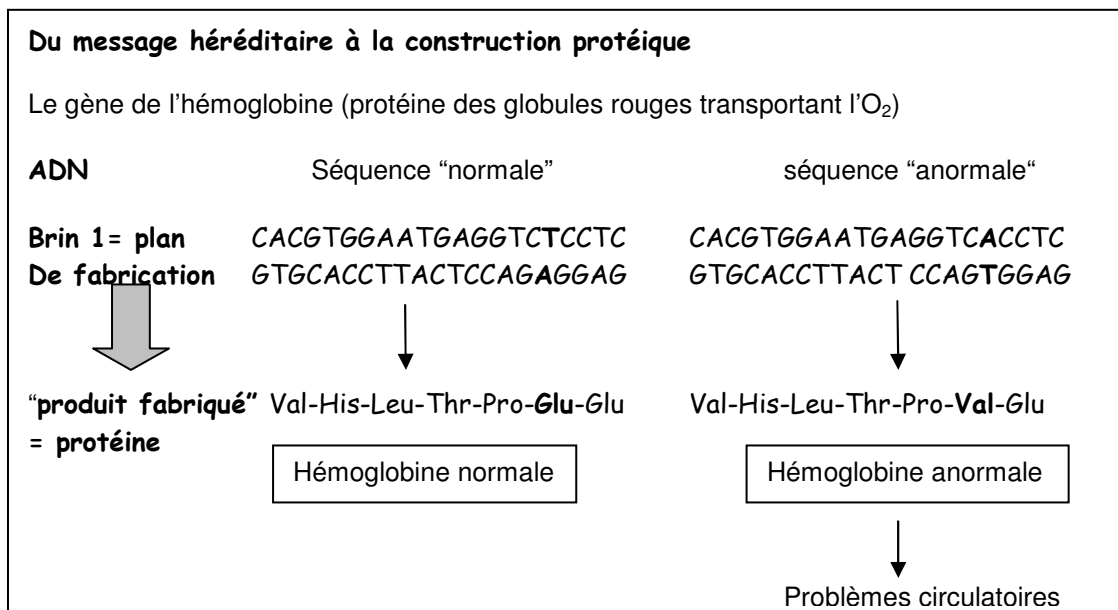 Du message héréditaire à la construction protéique
Le gène de l'hémoglobine (protéine des globules rouges transportant l'O₂)
ADN Séquence "normale" séquence "anormale"
Brin 1= plan CACGTGGAATGAGGTCTCCTC CACGTGGAATGAGGTCACCTC
De fabrication GTGCACCTTACTCCAGAGGAG GTGCACCTTACT CCAGTGGAG
"produit fabriqué" Val-His-Leu-Thr-Pro-Glu-Glu Val-His-Leu-Thr-Pro-Val-Glu
= protéine
Hémoglobine normale Hémoglobine anormale
Problèmes circulatoires